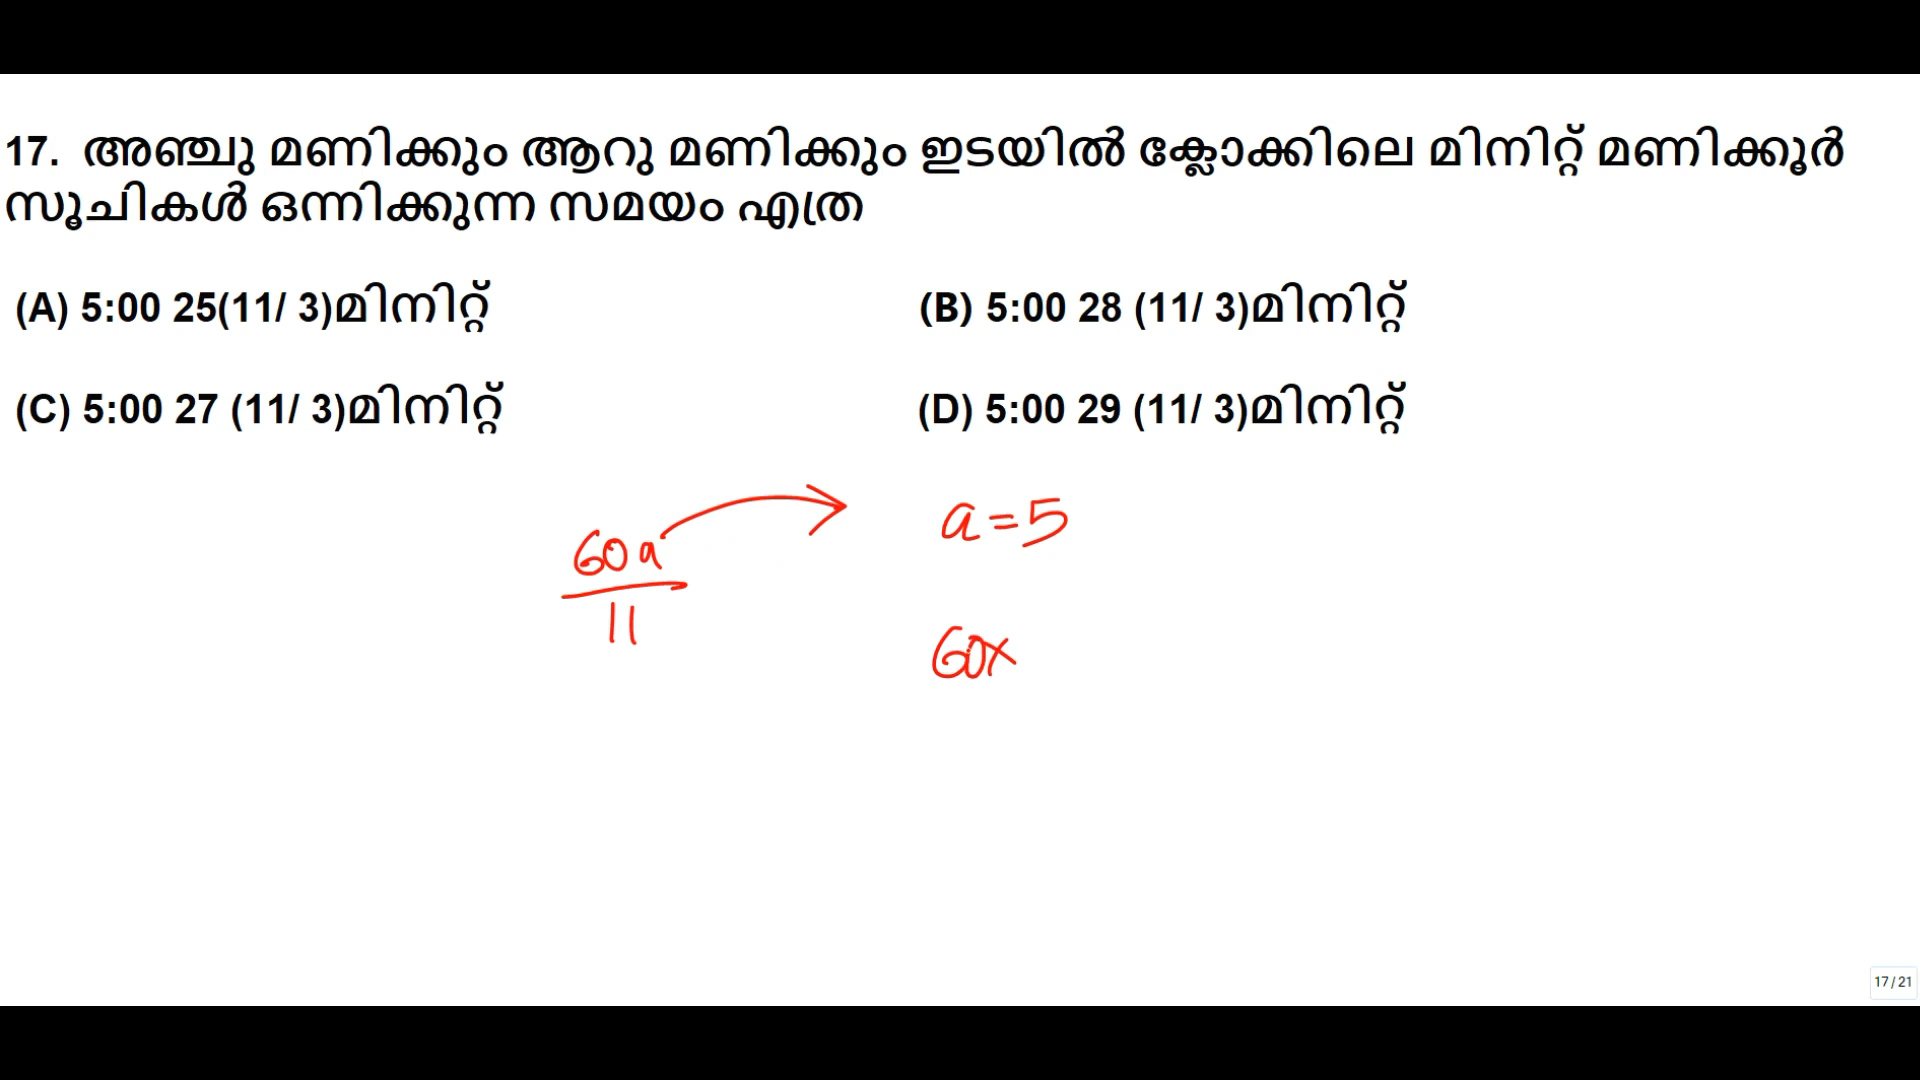 17. അഞ്ചു മണിക്കും ആറു മണിക്കും ഇടയിൽ ക്ലോക്കിലെ മിനിറ്റ് മണിക്കൂർ
സൂചികൾ ഒന്നിക്കുന്ന സമയം എത്ര
(A) 5:00 25(11/ 3)മിനിറ്റ്
(B) 5:00 28 (11/ 3)മിനിറ്റ്
(C) 5:00 27 (11/ 3)മിനിറ്റ്
(D) 5:00 29 (11/ 3)മിനിറ്റ്
a=5
60a
11
60x
17/21